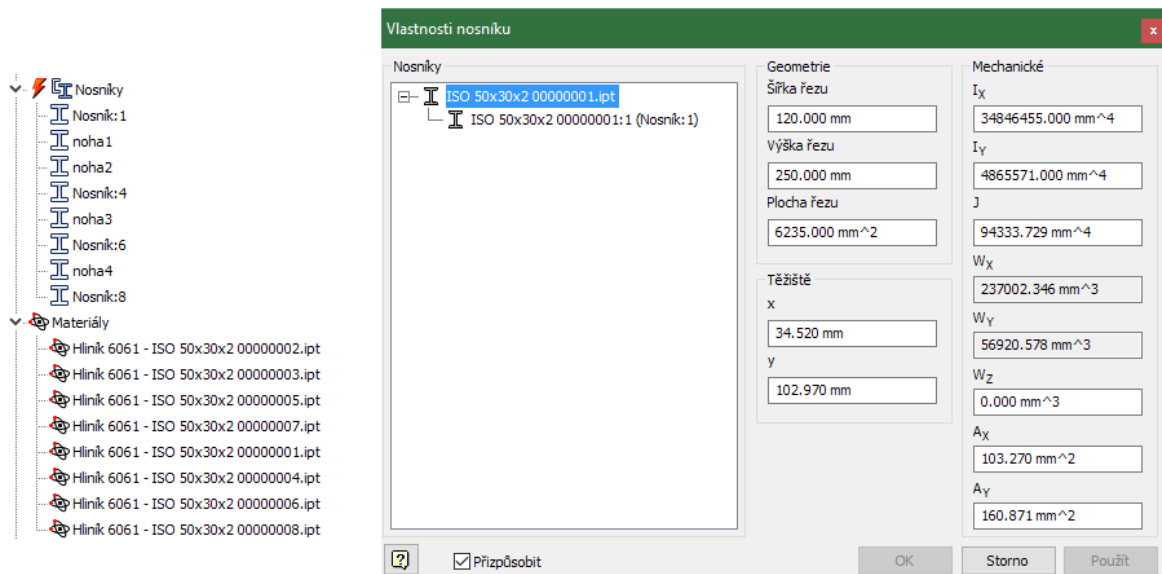 Nosníky
Nosník:1
noha1
noha2
Nosník:4
noha3
Nosník:6
noha4
Nosník:8
Materiály
Hliník 6061 - ISO 50x30x2 00000002.ipt
Hliník 6061 - ISO 50x30x2 00000003.ipt
Hliník 6061 - ISO 50x30x2 00000005.ipt
Hliník 6061 - ISO 50x30x2 00000007.ipt
Hliník 6061 - ISO 50x30x2 00000001.ipt
Hliník 6061 - ISO 50x30x2 00000004.ipt
Hliník 6061 - ISO 50x30x2 00000006.ipt
Hliník 6061 - ISO 50x30x2 00000008.ipt
Vlastnosti nosníku
x
Nosníky
ISO 50x30x2 00000001.ipt
ISO 50x30x2 00000001:1 (Nosník:1)
Geometrie
Šířka řezu
120.000 mm
Výška řezu
250.000 mm
Plocha řezu
6235.000 mm^2
Těžiště
x
34.520 mm
y
102.970 mm
Mechanické
IX
34846455.000 mm^4
IY
4865571.000 mm^4
J
94333.729 mm^4
WX
237002.346 mm^3
WY
56920.578 mm^3
WZ
0.000 mm^3
AX
103.270 mm^2
AY
160.871 mm^2
?
Přizpůsobit
OK
Storno
Použít